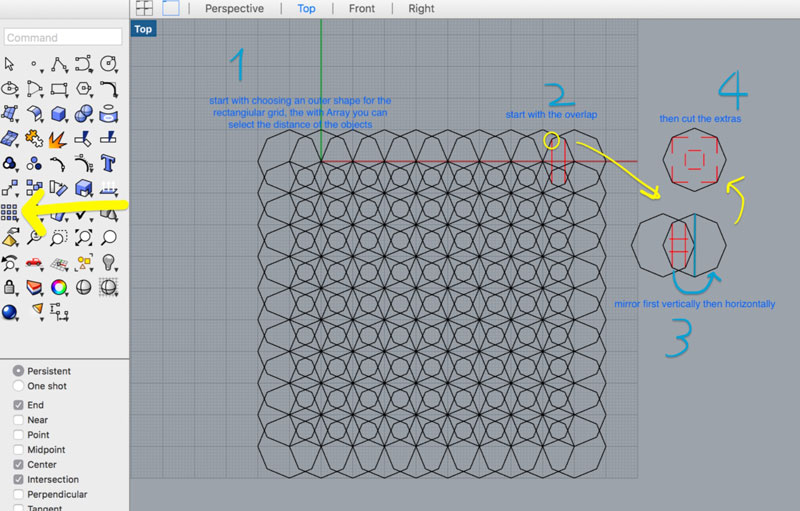 Perspective
Top
Front
Right
Top
Command
1
start with choosing an outer shape for the
rectangular grid, the with Array you can
select the distance of the objects
2
start with the overlap
4
then cut the extras
mirror first vertically then horizontally
3
Persistent
One shot
End
Near
Point
Midpoint
Center
Intersection
Perpendicular
Tangent